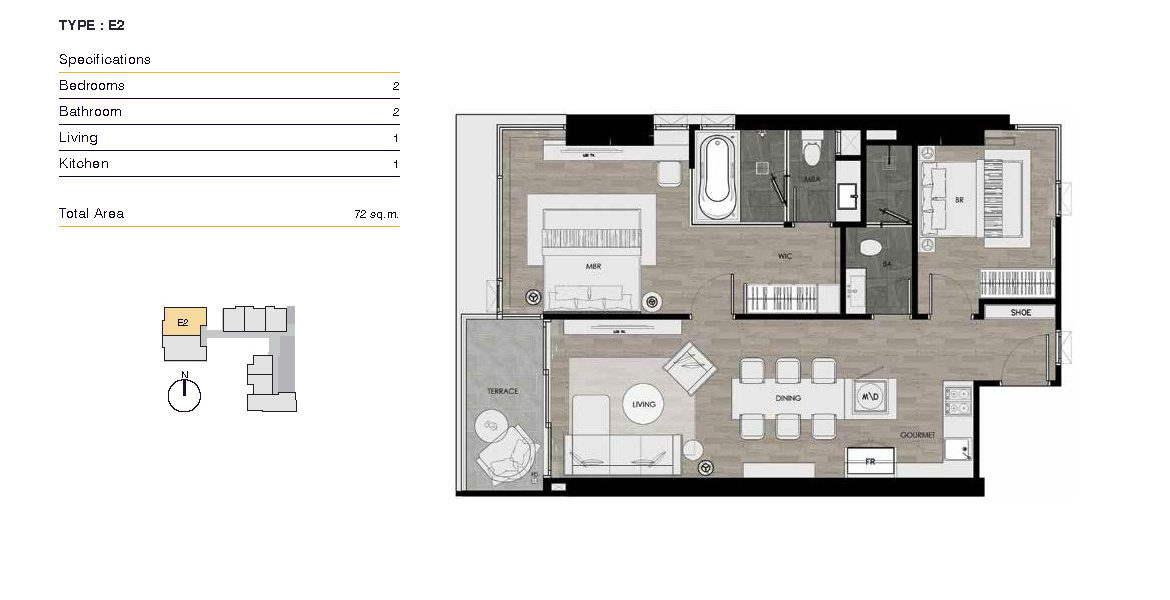 TYPE : E2
Specifications
Bedrooms 2
Bathroom 2
Living 1
Kitchen 1
Total Area 72 sq.m.
E2
N
MBA
BR
MBR
WIC
BA
SHOE
TERRACE
LIVING
DINING
M\D
GOURMET
FR